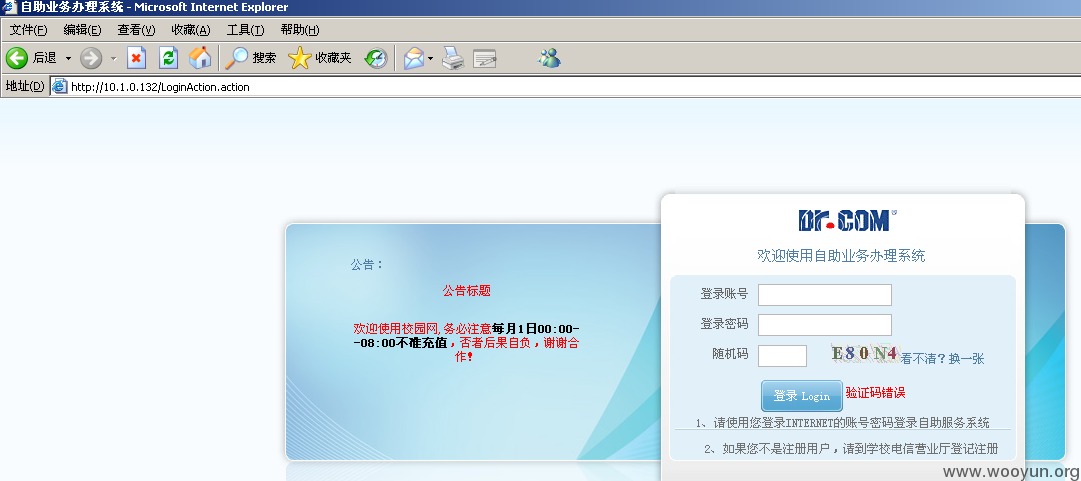 自助业务办理系统 - Microsoft Internet Explorer
文件(F) 编辑(E) 查看(V) 收藏(A) 工具(T) 帮助(H)
后退 搜索 收藏夹
地址(D) http://10.1.0.132/LoginAction.action
Dr.COM®
欢迎使用自助业务办理系统
公告：
公告标题
欢迎使用校园网,务必注意每月1日00:00-
-08:00不准充值，否者后果自负，谢谢合
作!
登录账号
登录密码
随机码 E80N4 看不清？换一张
登录 Login 验证码错误
1、请使用您登录INTERNET的账号密码登录自助服务系统
2、如果您不是注册用户，请到学校电信营业厅登记注册
www.wooyun.org